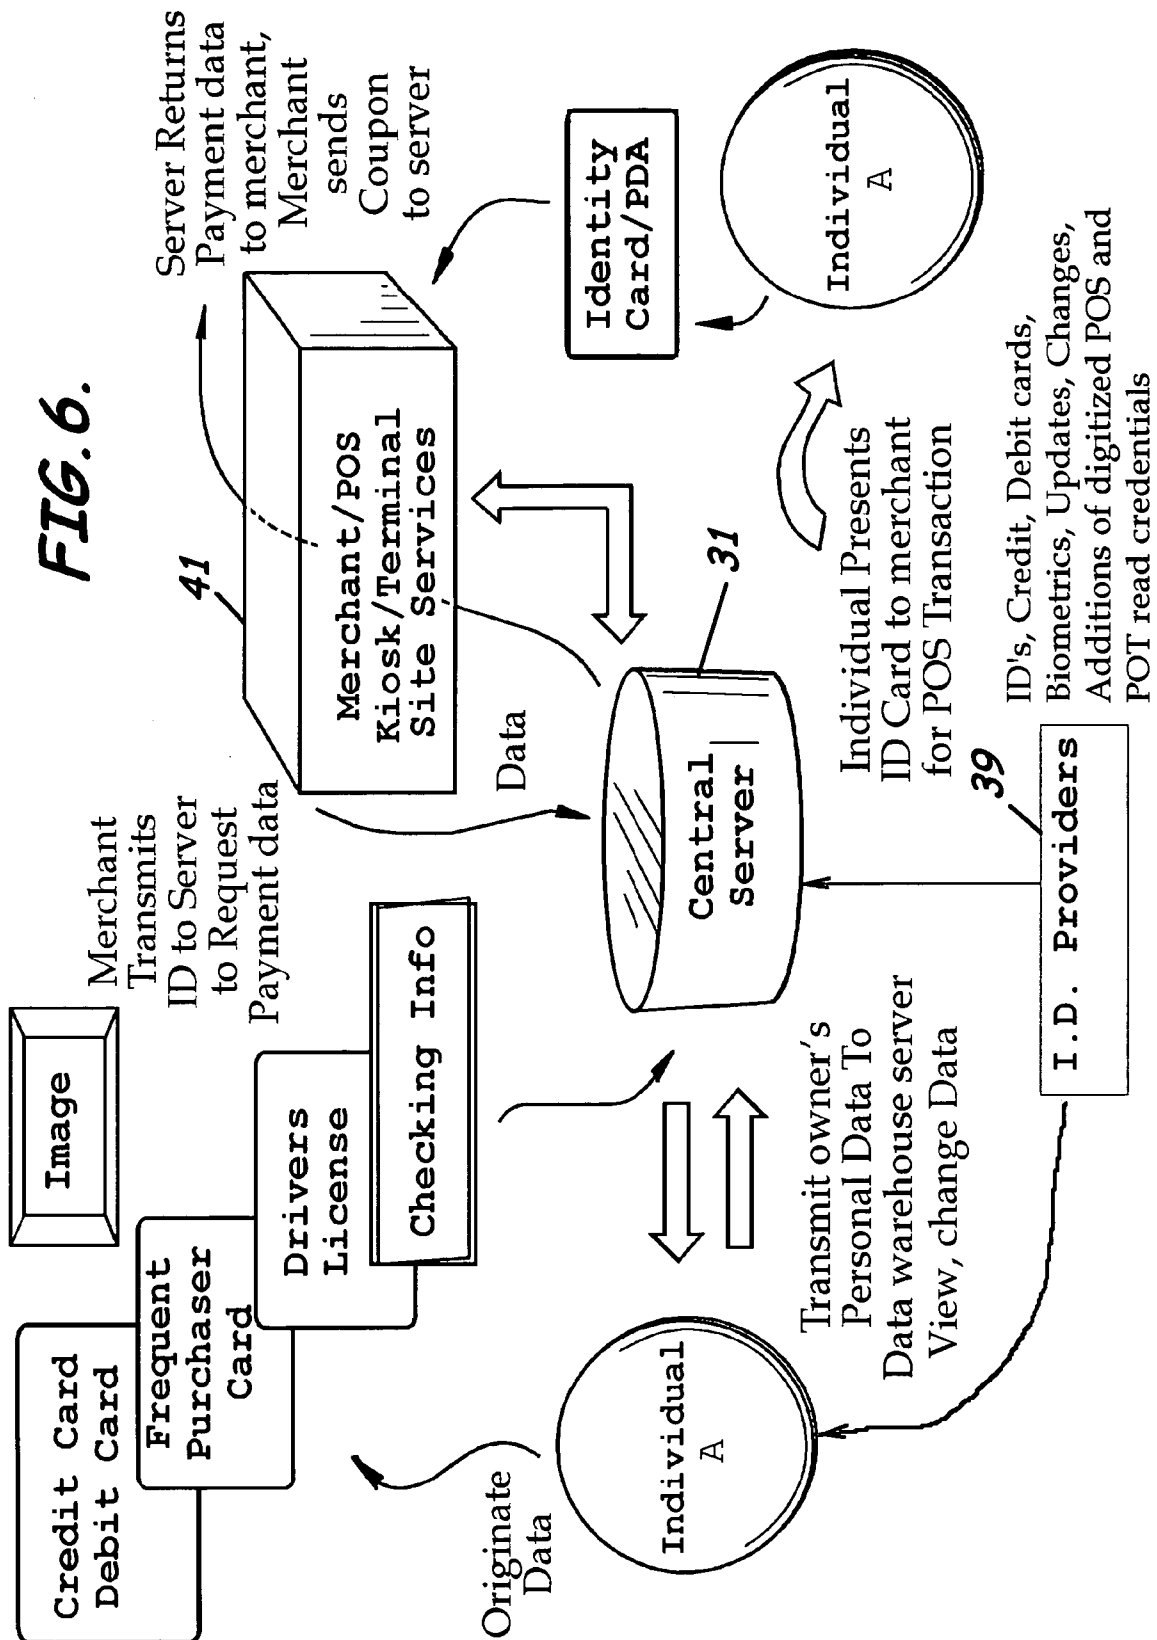 FIG. 6.
Credit Card
Debit Card
Frequent
Purchaser
Card
Drivers
License
Checking Info
Image
Merchant
Transmits
ID to Server
to Request
Payment data
41
Merchant/POS
Kiosk/Terminal
Site Services
Server Returns
Payment data
to merchant,
Merchant
sends
Coupon
to server
Data
Identity
Card/PDA
Originate
Data
Individual
A
Transmit owner's
Personal Data To
Data warehouse server
View, change Data
Central
Server
31
Individual Presents
ID Card to merchant
for POS Transaction
Individual
A
39
I.D. Providers
ID's, Credit, Debit cards,
Biometrics, Updates, Changes,
Additions of digitized POS and
POT read credentials